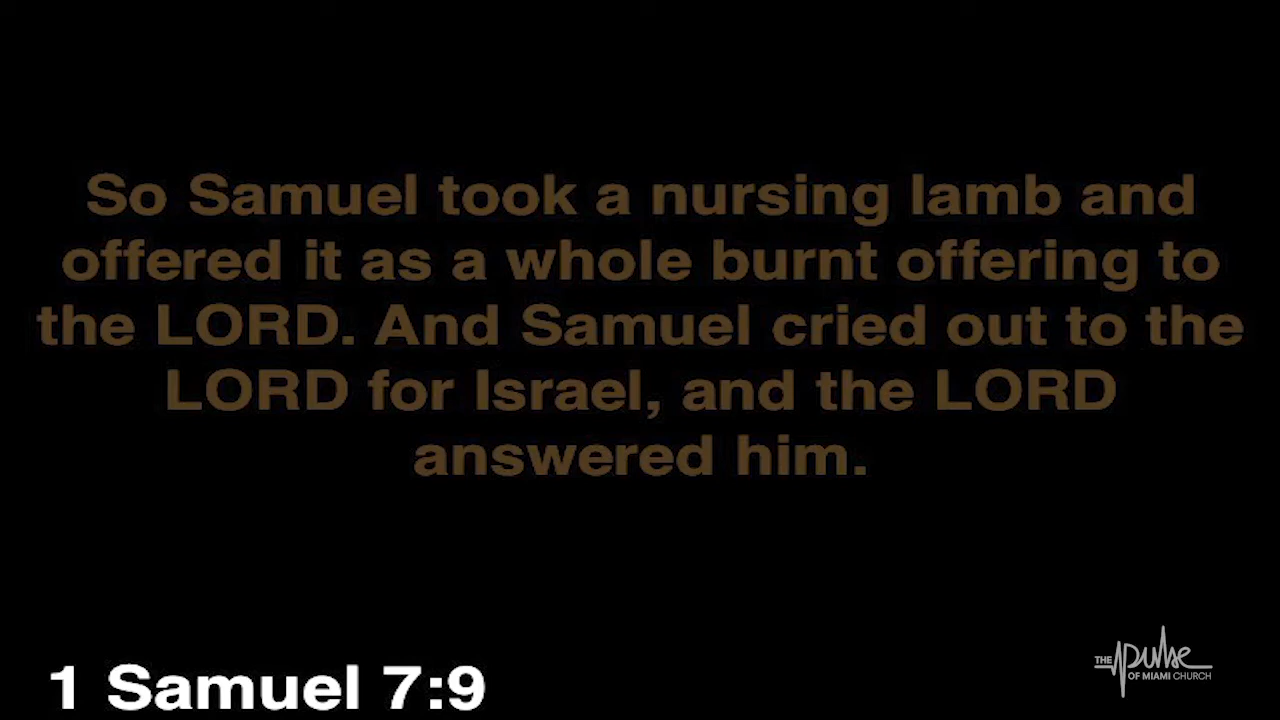 So Samuel took a nursing lamb and
offered it as a whole burnt offering to
the LORD. And Samuel cried out to the
LORD for Israel, and the LORD
answered him.
1 Samuel 7:9
THE pulse
OF MIAMI CHURCH